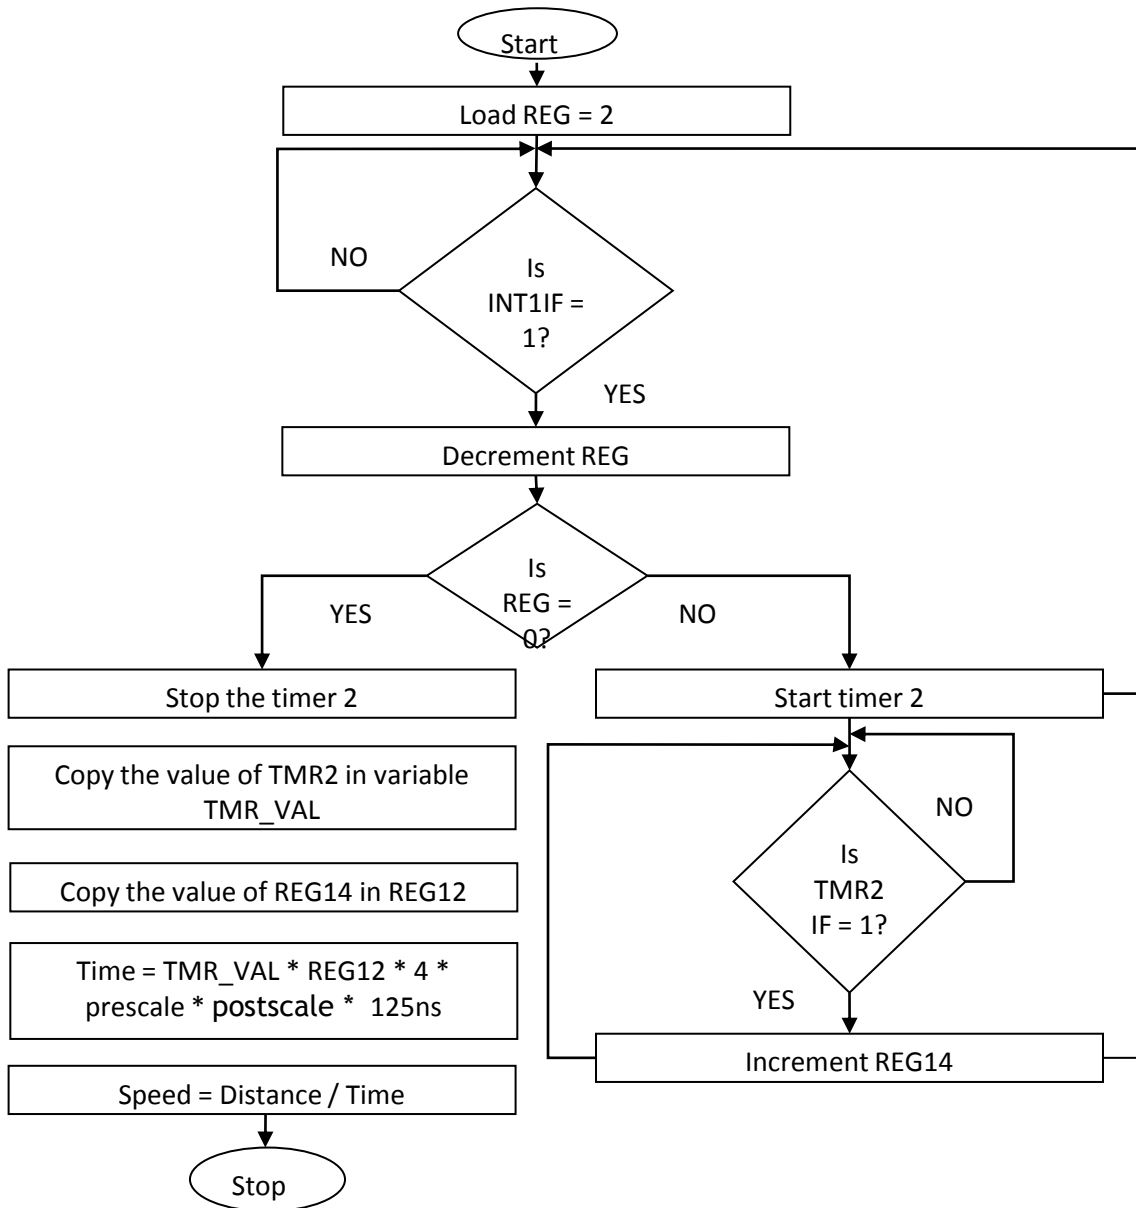 Start
Load REG = 2
NO
Is
INT1IF =
1?
YES
Decrement REG
Is
REG =
0?
YES
NO
Stop the timer 2
Start timer 2
Copy the value of TMR2 in variable
TMR_VAL
NO
Is
TMR2
IF = 1?
Copy the value of REG14 in REG12
Time = TMR_VAL * REG12 * 4 *
prescale * postscale * 125ns
YES
Increment REG14
Speed = Distance / Time
Stop